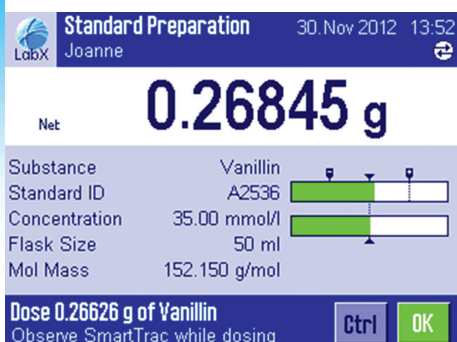 Standard Preparation 30.Nov 2012 13:52
LabX Joanne
Net 0.26845 g
Substance Vanillin
Standard ID A2536
Concentration 35.00 mmol/l
Flask Size 50 ml
Mol Mass 152.150 g/mol
Dose 0.26626 g of Vanillin
Observe SmartTrac while dosing
Ctrl OK